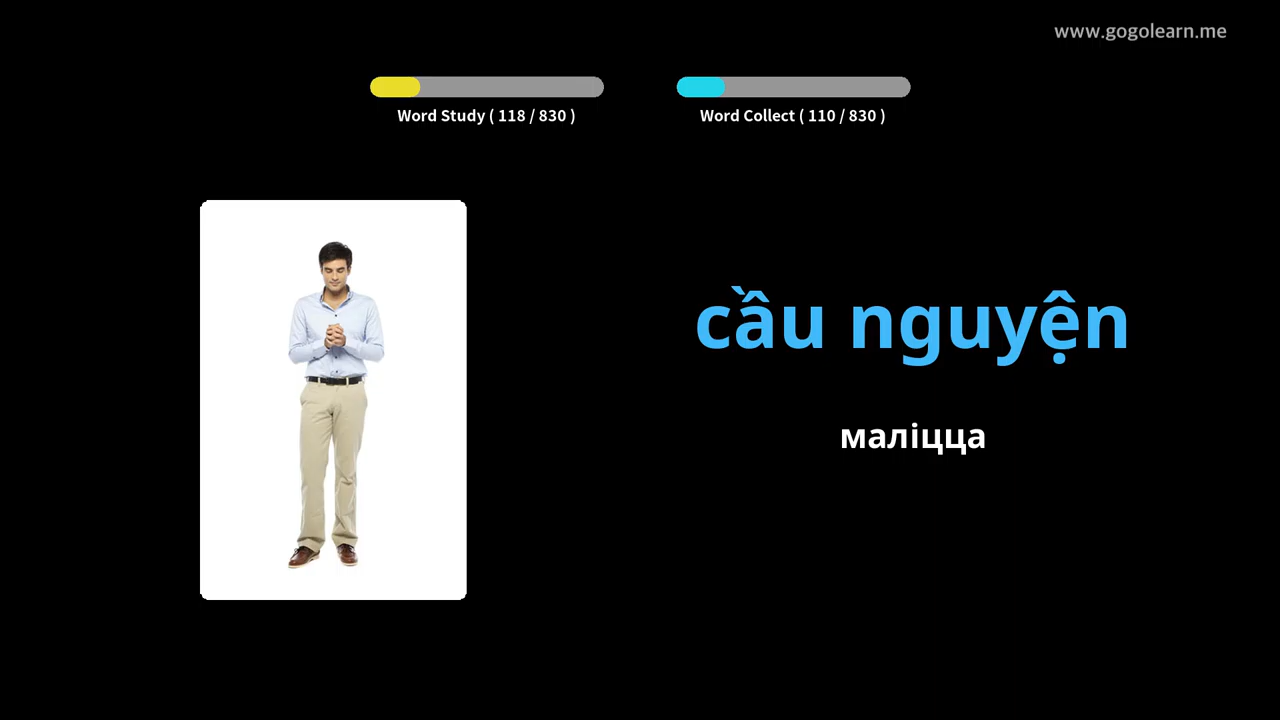 www.gogolearn.me
Word Study ( 118 / 830 )
Word Collect ( 110 / 830 )
cầu nguyện
маліцца